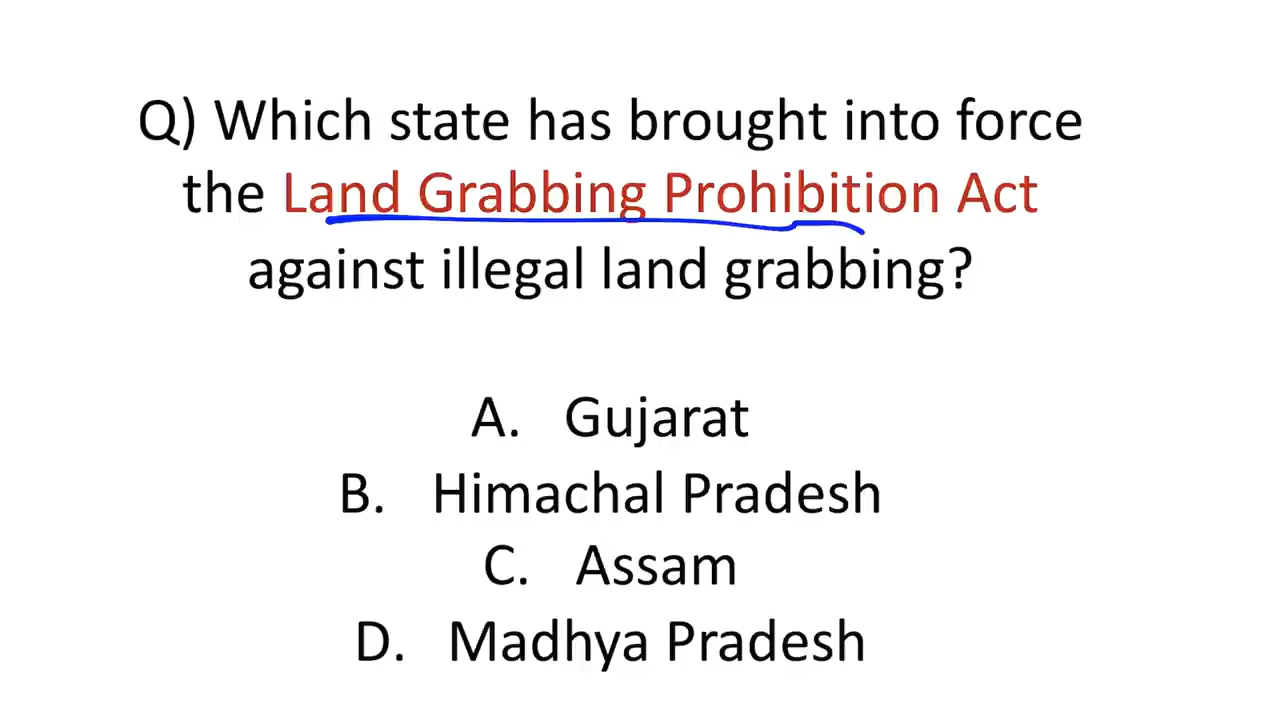 Q) Which state has brought into force
the Land Grabbing Prohibition Act
against illegal land grabbing?
A. Gujarat
B. Himachal Pradesh
C. Assam
D. Madhya Pradesh